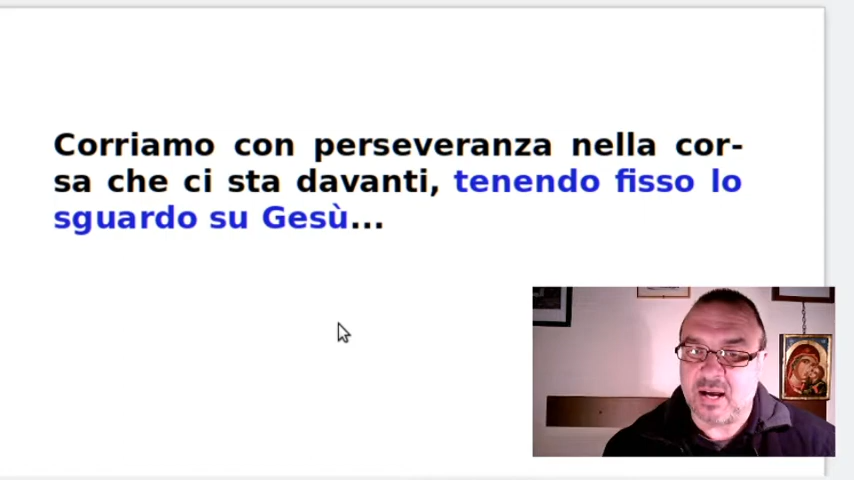 Corriamo con perseveranza nella cor-
sa che ci sta davanti, tenendo fisso lo
sguardo su Gesù...